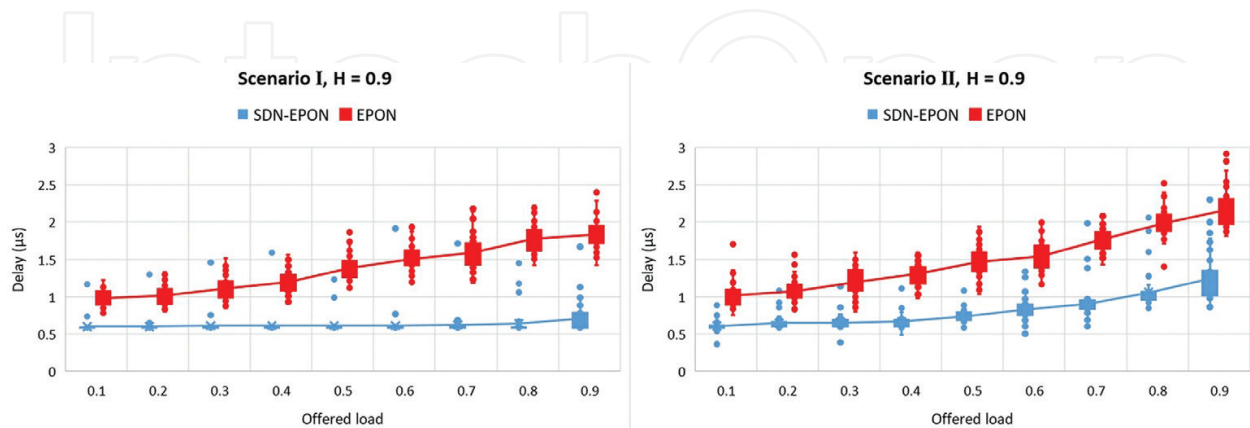 IntechOpen
Scenario I, H = 0.9
SDN-EPON EPON
Delay (µs)
3
2.5
2
1.5
1
0.5
0
0.1 0.2 0.3 0.4 0.5 0.6 0.7 0.8 0.9
Offered load
Scenario II, H = 0.9
SDN-EPON EPON
Delay (µs)
3
2.5
2
1.5
1
0.5
0
0.1 0.2 0.3 0.4 0.5 0.6 0.7 0.8 0.9
Offered load